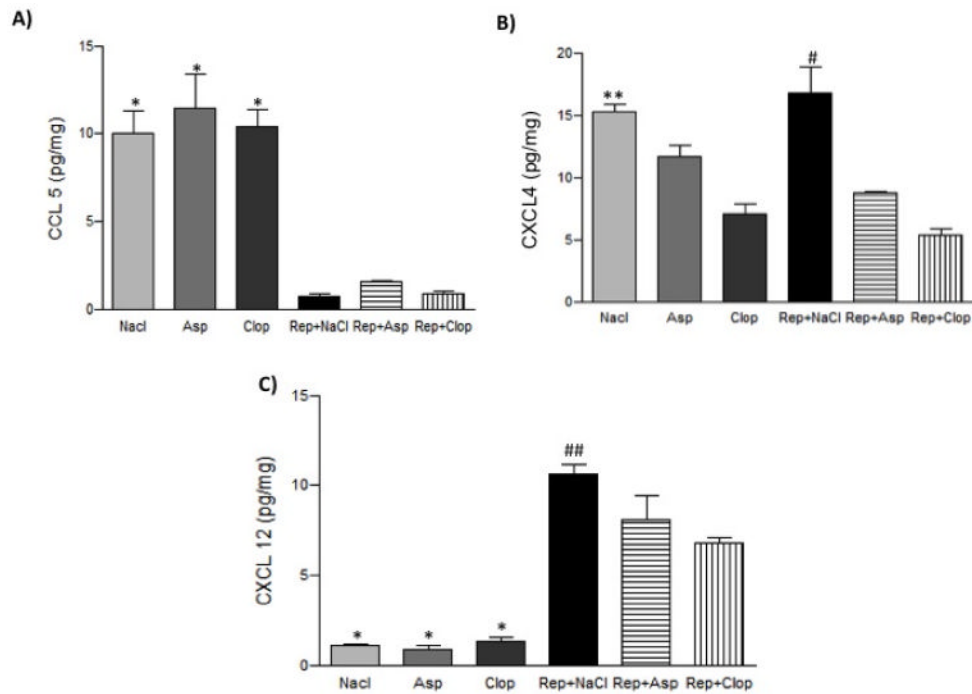 A)
15
10
5
0
CCL 5 (pg/mg)
*
*
*
Nacl Asp Clop Rep+NaCl Rep+Asp Rep+Clop
B)
20
15
10
5
0
CXCL4 (pg/mg)
**
#
Nacl Asp Clop Rep+NaCl Rep+Asp Rep+Clop
C)
15
10
5
0
CXCL 12 (pg/mg)
*
*
*
##
Nacl Asp Clop Rep+NaCl Rep+Asp Rep+Clop